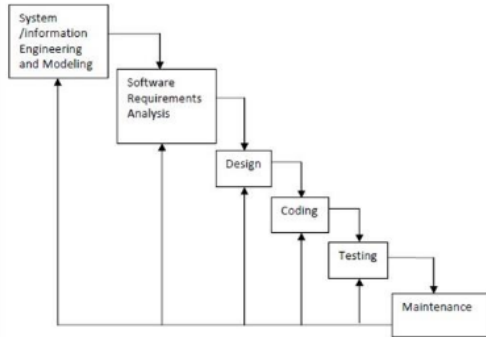 System
/information
Engineering
and Modeling
Software
Requirements
Analysis
Design
Coding
Testing
Maintenance